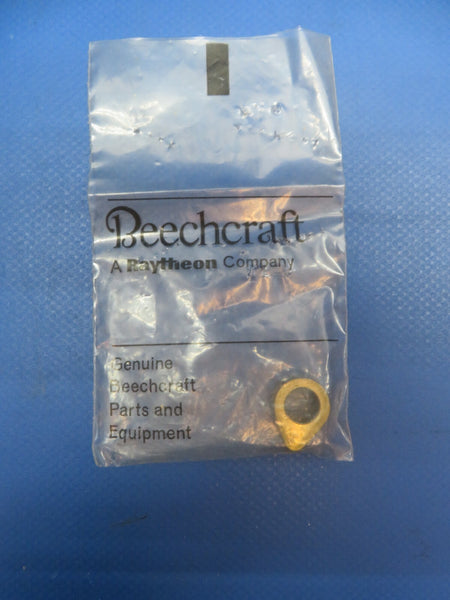 Beechcraft
A Raytheon Company
Genuine
Beechcraft
Parts and
Equipment